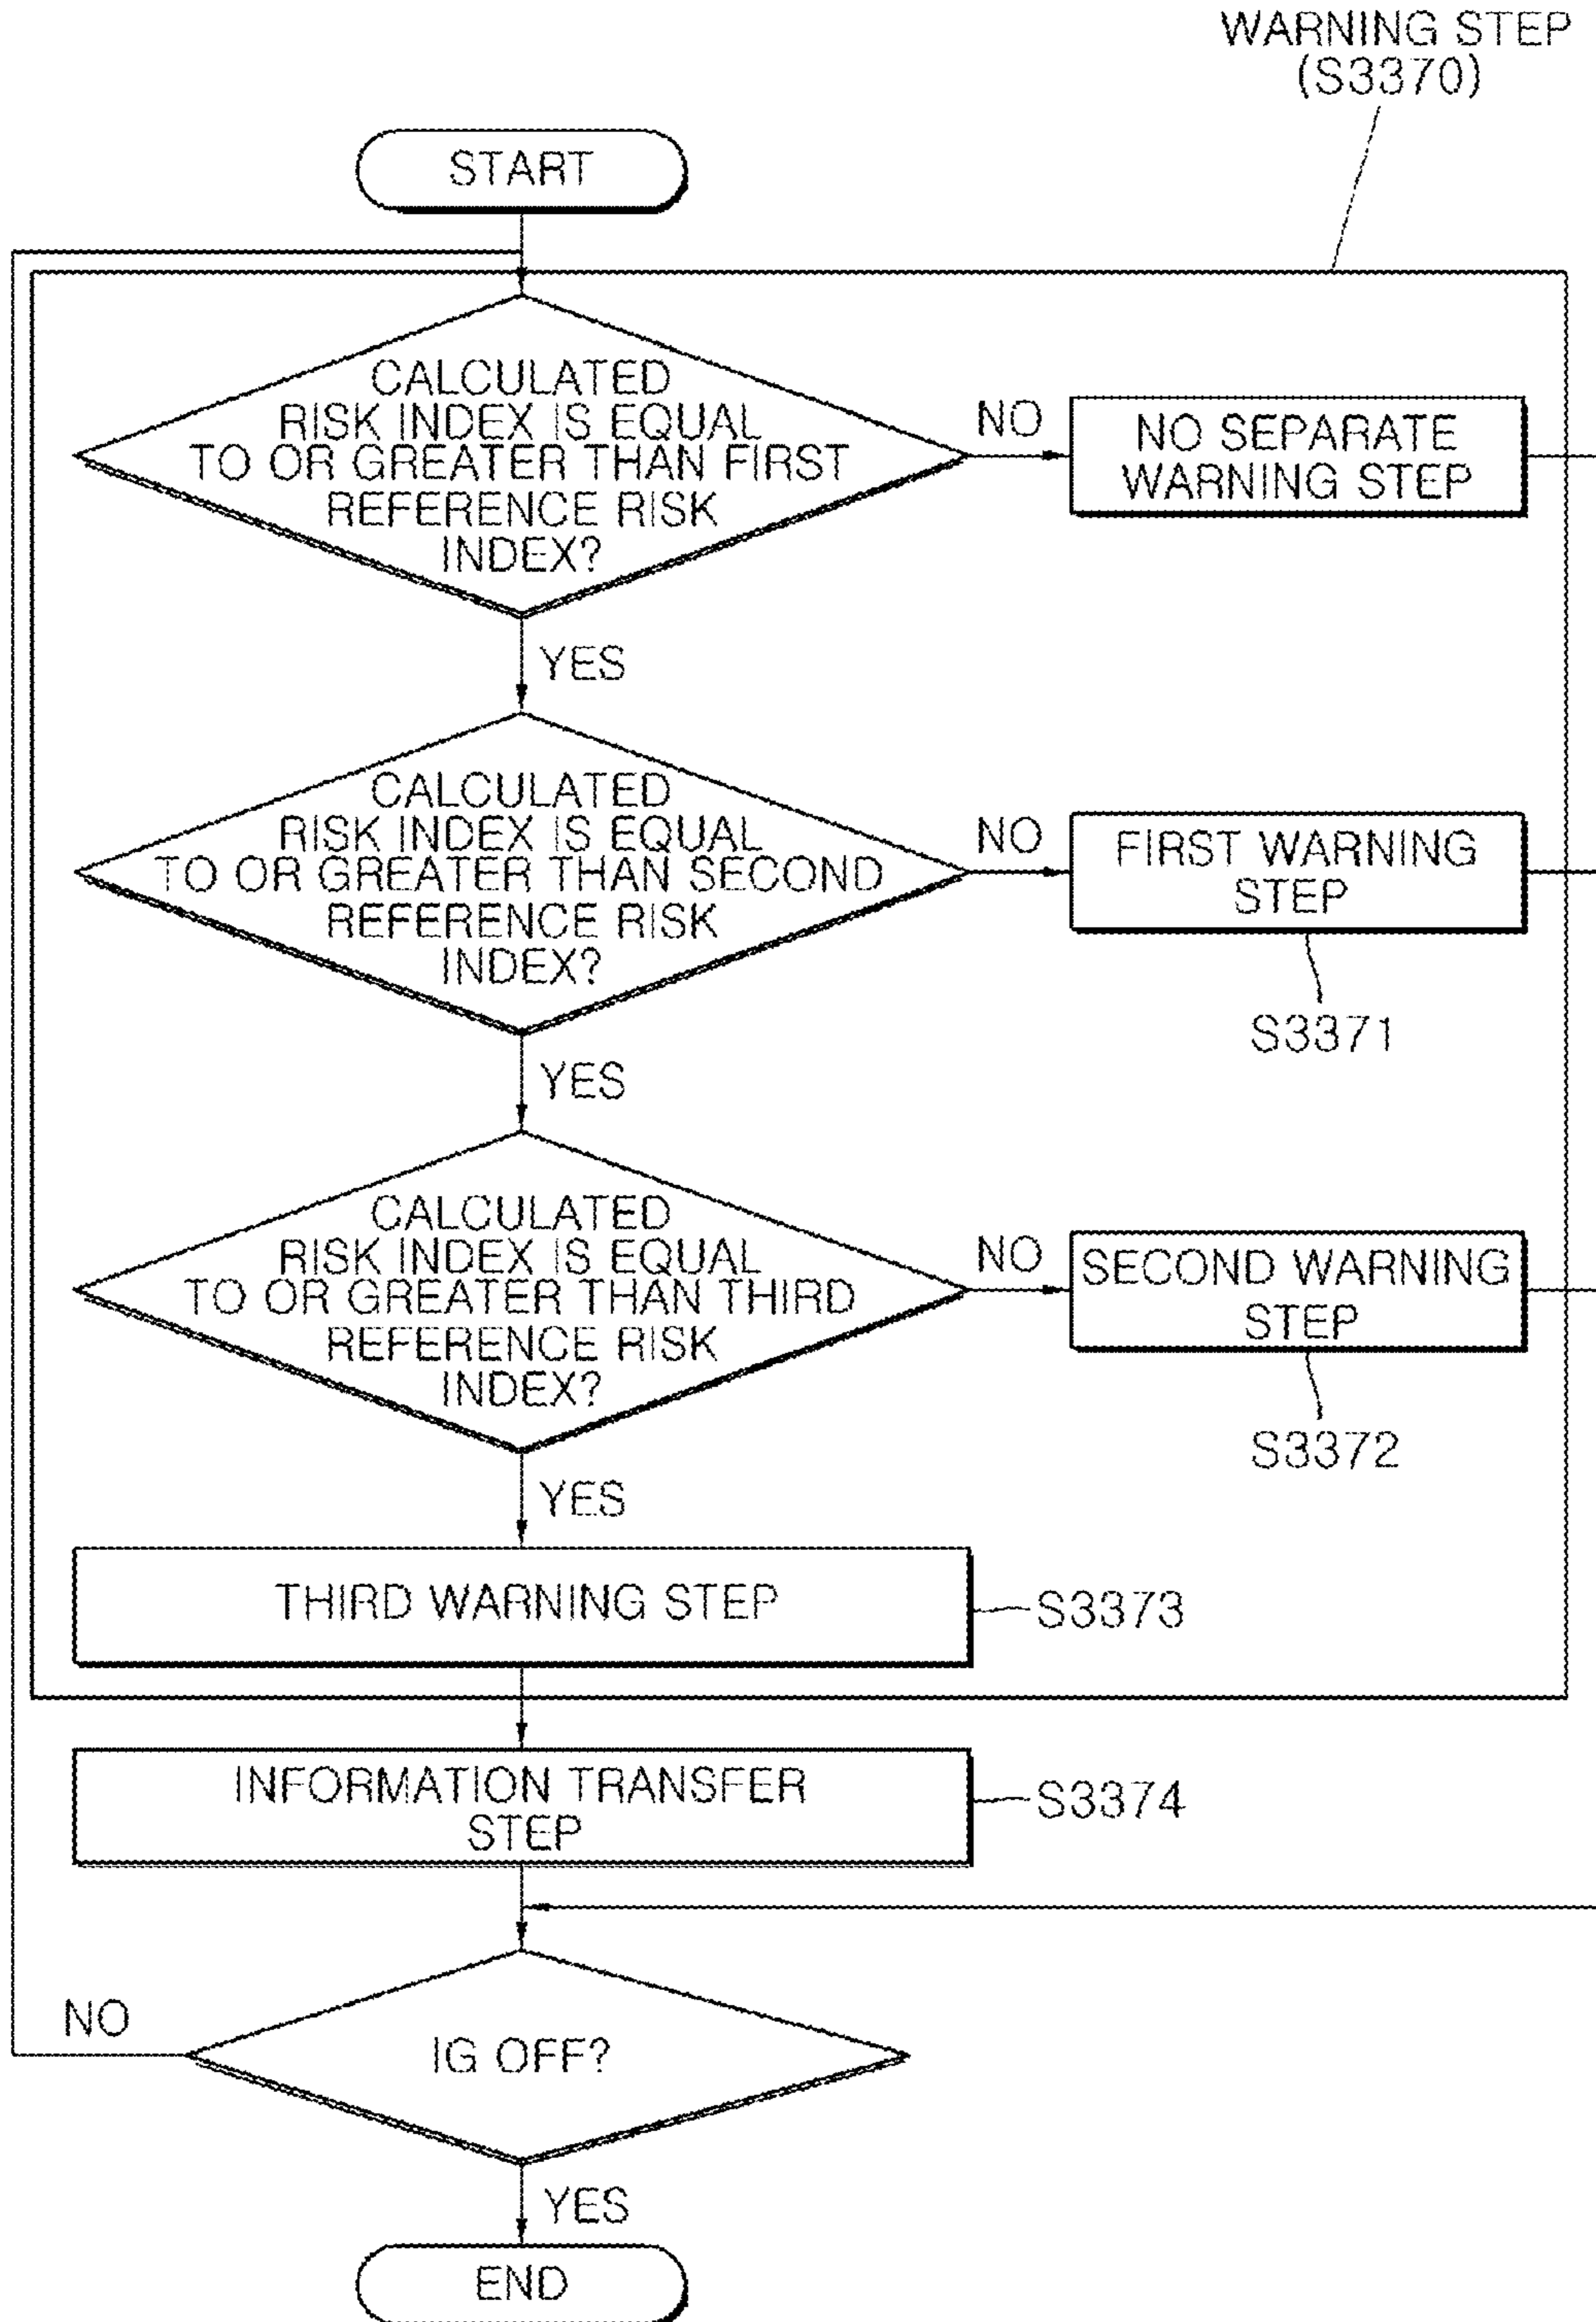 WARNING STEP
(S3370)
START
CALCULATED
RISK INDEX IS EQUAL
TO OR GREATER THAN FIRST
REFERENCE RISK
INDEX?
NO
NO SEPARATE
WARNING STEP
YES
CALCULATED
RISK INDEX IS EQUAL
TO OR GREATER THAN SECOND
REFERENCE RISK
INDEX?
NO
FIRST WARNING
STEP
S3371
YES
CALCULATED
RISK INDEX IS EQUAL
TO OR GREATER THAN THIRD
REFERENCE RISK
INDEX?
NO
SECOND WARNING
STEP
S3372
YES
THIRD WARNING STEP
S3373
INFORMATION TRANSFER
STEP
S3374
NO
IG OFF?
YES
END